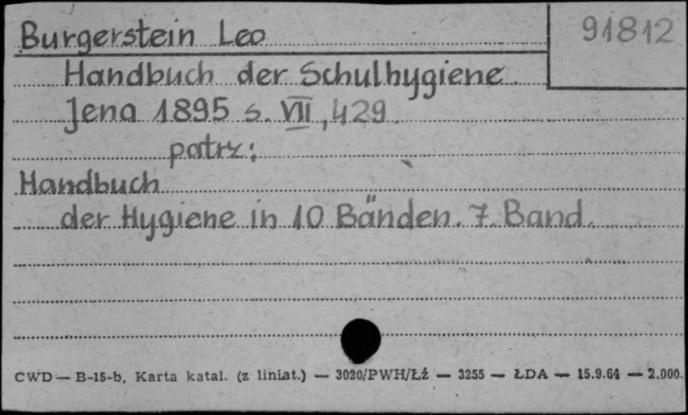 Burgerstein Leo 91812
Handbuch der Schulhygiene
Jena 1895 s. VII, 429.
patrz:
Handbuch
der Hygiene in 10 Bänden. 7. Band.
CWD — B-15-b, Karta katal. (z liniat.) — 3020/PWH/Łź — 3255 — ŁDA — 15.9.64 — 2.000.